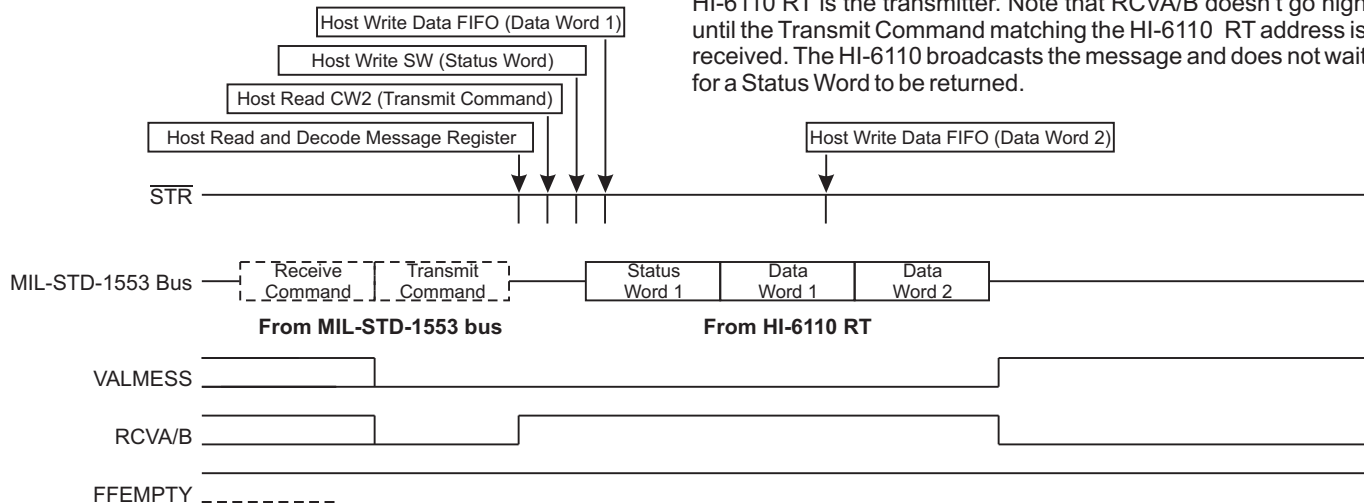 HI-6110 RT is the transmitter. Note that RCVA/B doesn't go high
until the Transmit Command matching the HI-6110 RT address is
received. The HI-6110 broadcasts the message and does not wait
for a Status Word to be returned.
Host Write Data FIFO (Data Word 1)
Host Write SW (Status Word)
Host Read CW2 (Transmit Command)
Host Read and Decode Message Register
Host Write Data FIFO (Data Word 2)
STR
MIL-STD-1553 Bus
Receive
Command
Transmit
Command
Status
Word 1
Data
Word 1
Data
Word 2
From MIL-STD-1553 bus
From HI-6110 RT
VALMESS
RCVA/B
FFEMPTY